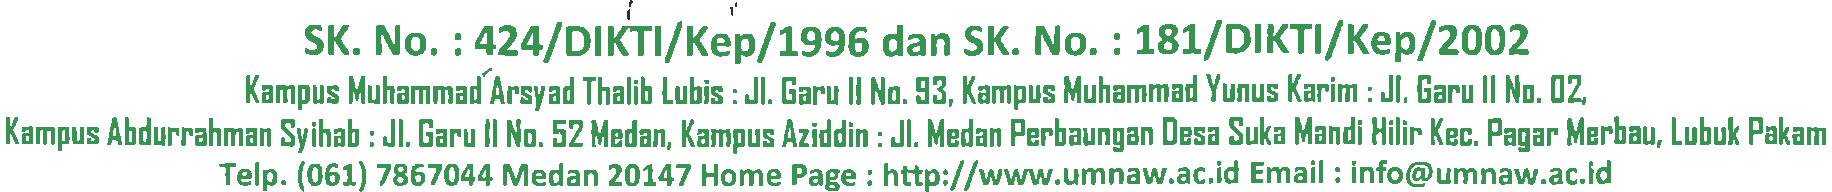 SK. No. : 424/DIKTI/Kep/1996 dan SK. No. : 181/DIKTI/Kep/2002
Kampus Muhammad Arsyad Thalib Lubis : Jl. Garu II No. 93, Kampus Muhammad Yunus Karim : Jl. Garu II No. 02,
Kampus Abdurrahman Syihab : Jl. Garu II No. 52 Medan, Kampus Aziddin : Jl. Medan Perbaungan Desa Suka Mandi Hilir Kec. Pagar Merbau, Lubuk Pakam
Telp. (061) 7867044 Medan 20147 Home Page : http://www.umnaw.ac.id Email : info@umnaw.ac.id